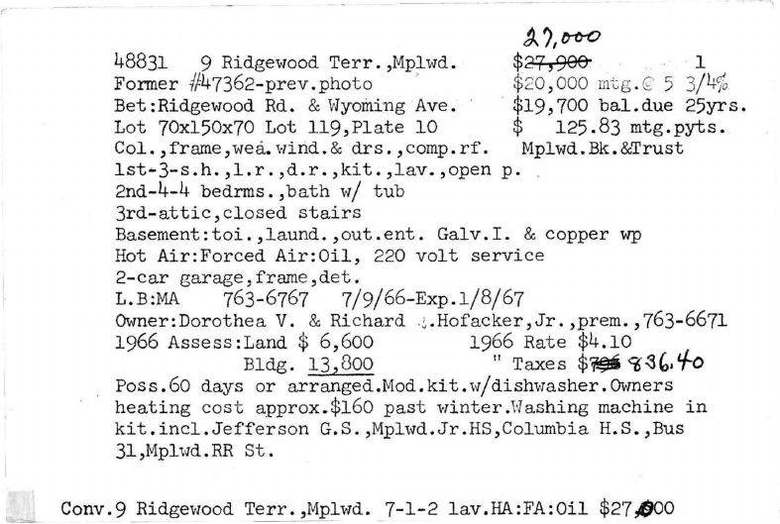 27,000
48831 9 Ridgewood Terr.,Mplwd. $27,900 1
Former #47362-prev.photo $20,000 mtg.@ 5 3/4%
Bet:Ridgewood Rd. & Wyoming Ave. $19,700 bal.due 25yrs.
Lot 70x150x70 Lot 119,Plate 10 $ 125.83 mtg.pyts.
Col.,frame,wea.wind.& drs.,comp.rf. Mplwd.Bk.&Trust
1st-3-s.h.,l.r.,d.r.,kit.,lav.,open p.
2nd-4-4 bedrms.,bath w/ tub
3rd-attic,closed stairs
Basement:toi.,laund.,out.ent. Galv.I. & copper wp
Hot Air:Forced Air:Oil, 220 volt service
2-car garage,frame,det.
L.B:MA 763-6767 7/9/66-Exp.1/8/67
Owner:Dorothea V. & Richard .Hofacker,Jr.,prem.,763-6671
1966 Assess:Land $ 6,600 1966 Rate $4.10
Bldg. 13,800 " Taxes $ 836.40
Poss.60 days or arranged.Mod.kit.w/dishwasher.Owners
heating cost approx.$160 past winter.Washing machine in
kit.incl.Jefferson G.S.,Mplwd.Jr.HS,Columbia H.S.,Bus
31,Mplwd.RR St.
Conv.9 Ridgewood Terr.,Mplwd. 7-1-2 lav.HA:FA:Oil $27,000